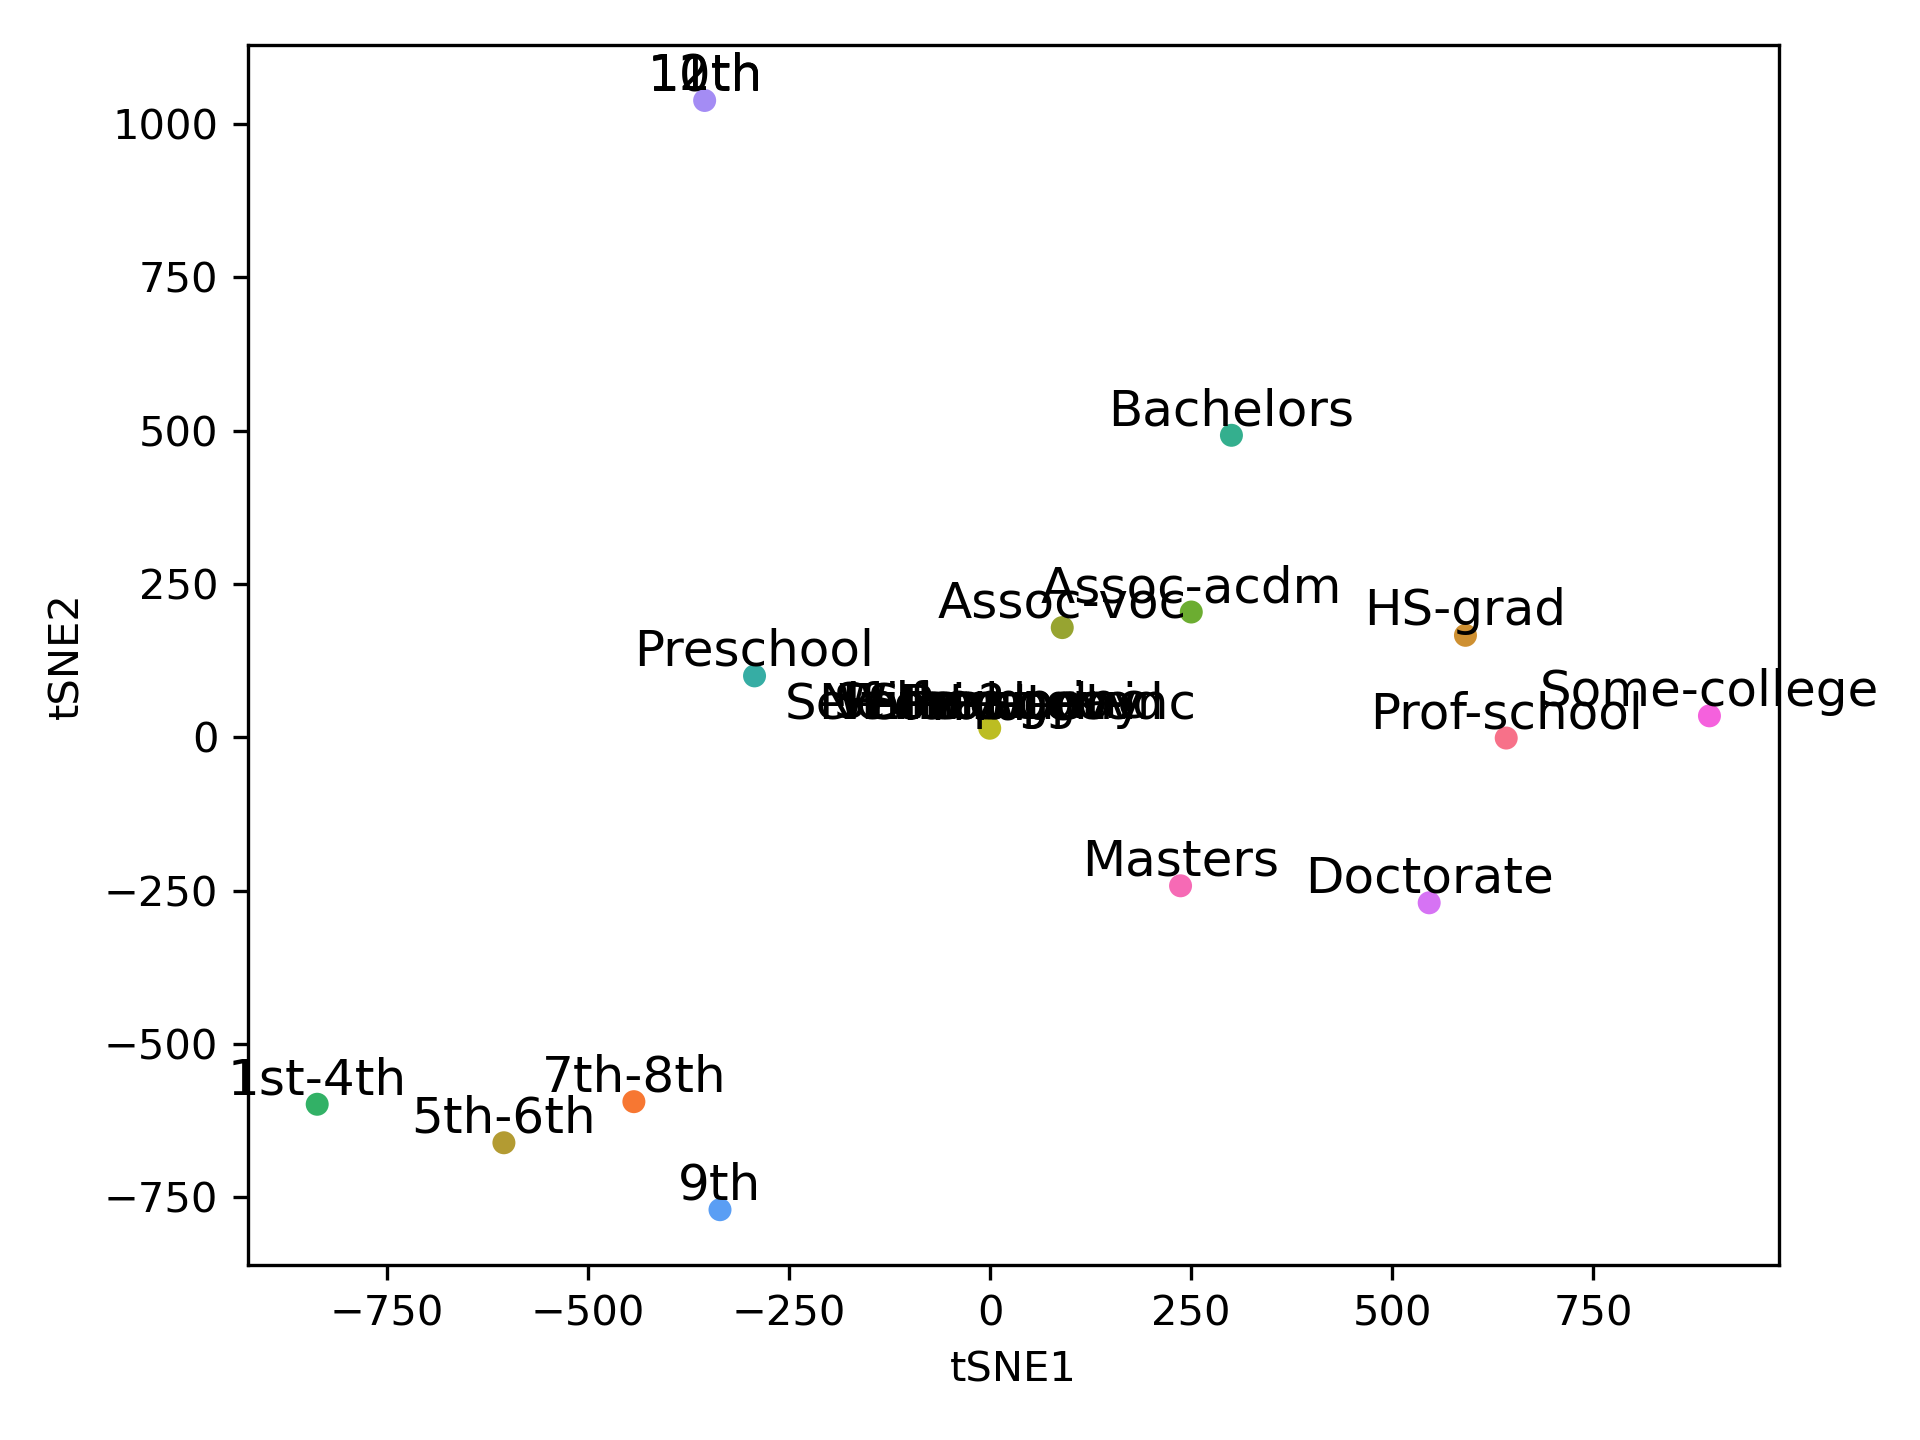 1000
750
500
250
0
−250
−500
−750
tSNE2
Bachelors
Assoc-acdm
Assoc-voc
HS-grad
Preschool
Some-college
Prof-school
Masters
Doctorate
1st-4th
7th-8th
5th-6th
9th
−750
−500
−250
0
250
500
750
tSNE1